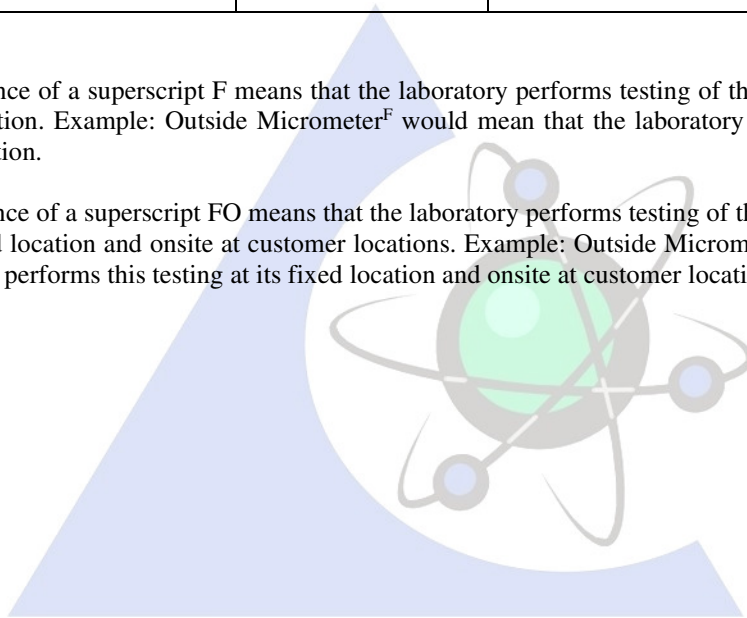 nce of a superscript F means that the laboratory performs testing of th
tion. Example: Outside Micrometerᶠ would mean that the laboratory
tion.
nce of a superscript FO means that the laboratory performs testing of th
d location and onsite at customer locations. Example: Outside Microm
performs this testing at its fixed location and onsite at customer locati